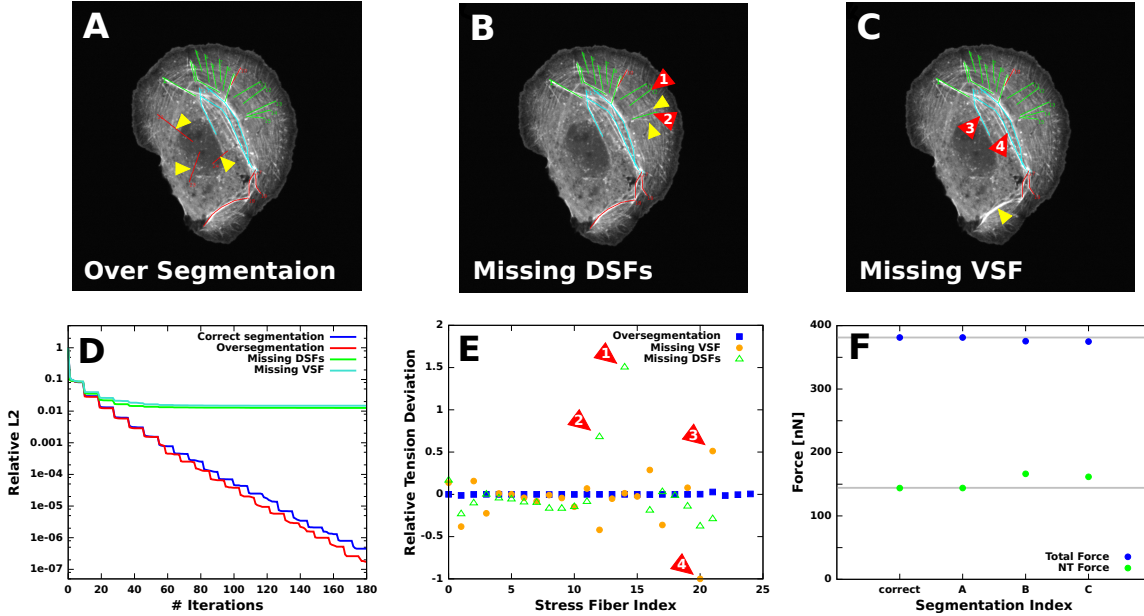 A
Over Segmentaion
B
1
2
Missing DSFs
C
3
4
Missing VSF
D
Correct segmentation
Oversegmentation
Missing DSFs
Missing VSF
1
0.1
0.01
0.001
1e-04
1e-05
1e-06
1e-07
Relative L2
0 20 40 60 80 100 120 140 160 180
# Iterations
E
Oversegmentation
Missing VSF
Missing DSFs
1
2
3
4
2
1.5
1
0.5
0
-0.5
-1
Relative Tension Deviation
0 5 10 15 20 25
Stress Fiber Index
F
400
300
200
100
0
Force [nN]
Total Force
NT Force
correct A B C
Segmentation Index